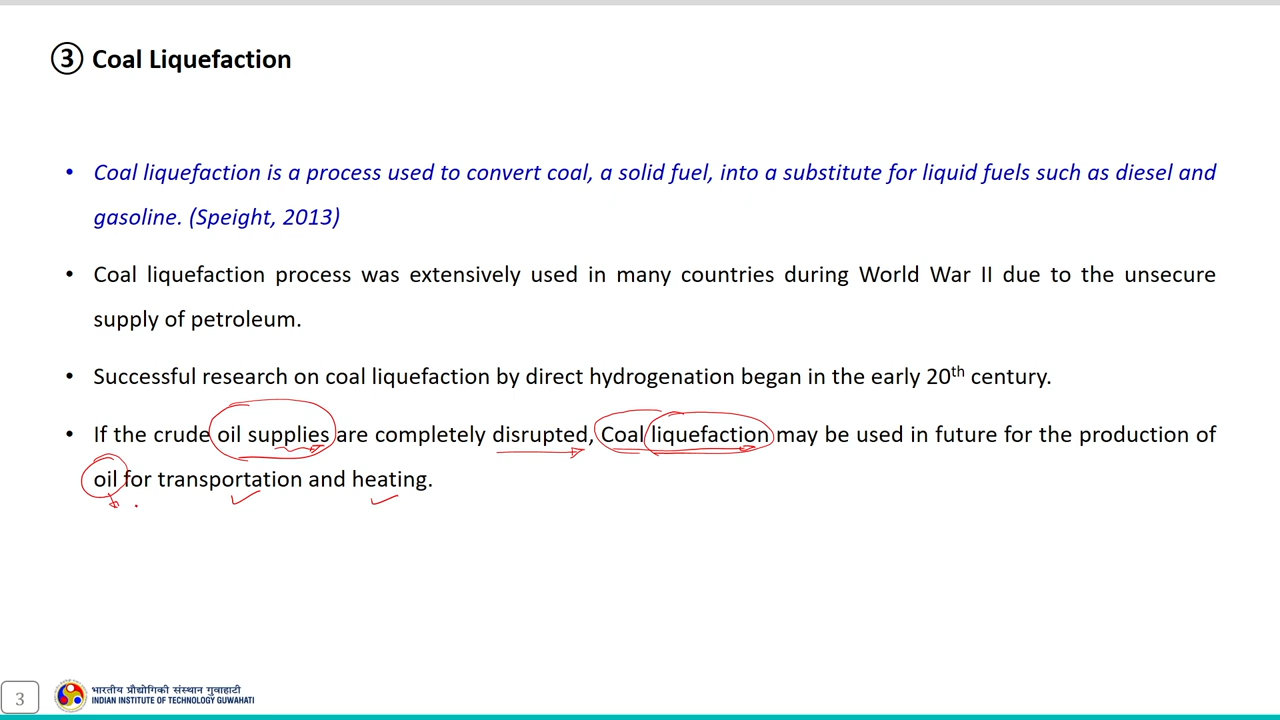 ③ Coal Liquefaction
• Coal liquefaction is a process used to convert coal, a solid fuel, into a substitute for liquid fuels such as diesel and
gasoline. (Speight, 2013)
• Coal liquefaction process was extensively used in many countries during World War II due to the unsecure
supply of petroleum.
• Successful research on coal liquefaction by direct hydrogenation began in the early 20th century.
• If the crude oil supplies are completely disrupted, Coal liquefaction may be used in future for the production of
oil for transportation and heating.
3
भारतीय प्रौद्योगिकी संस्थान गुवाहाटी
INDIAN INSTITUTE OF TECHNOLOGY GUWAHATI